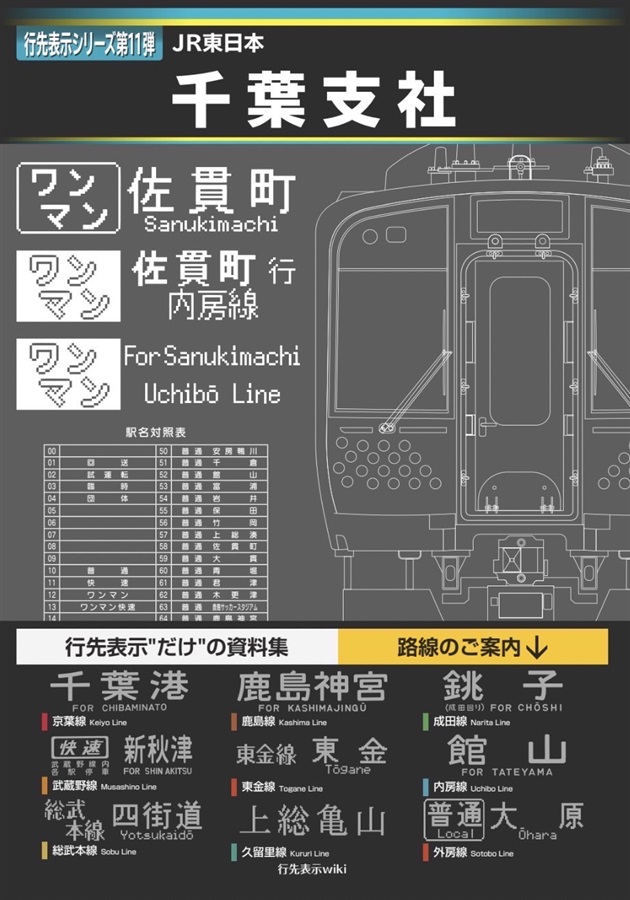 行先表示シリーズ第11弾 JR東日本
千葉支社
ワンマン 佐貫町
Sanukimachi
ワンマン 佐貫町 行
内房線
ワンマン For Sanukimachi
Uchibō Line
駅名対照表
00 50 普通 安房鴨川
01 回送 51 普通 千倉
02 試運転 52 普通 館山
03 臨時 53 普通 富浦
04 団体 54 普通 岩井
05 55 普通 保田
06 56 普通 竹岡
07 57 普通 上総湊
08 58 普通 佐貫町
09 59 普通 大貫
10 普通 60 普通 青堀
11 快速 61 普通 君津
12 ワンマン 62 普通 木更津
13 ワンマン快速 63 鹿島サッカースタジアム
14 64 普通 鹿島神宮
行先表示"だけ"の資料集 路線のご案内↓
千葉港
FOR CHIBAMINATO
京葉線 Keiyo Line
鹿島神宮
FOR KASHIMAJINGŪ
鹿島線 Kashima Line
銚子
(成田回り) FOR CHŌSHI
成田線 Narita Line
快速 新秋津
武蔵野線内
各駅停車 FOR SHIN AKITSU
武蔵野線 Musashino Line
東金線 東金
Tōgane
東金線 Togane Line
館山
FOR TATEYAMA
内房線 Uchibo Line
総武本線 四街道
Yotsukaidō
総武本線 Sobu Line
上総亀山
久留里線 Kururi Line
普通 大原
Local Ōhara
外房線 Sotobo Line
行先表示wiki